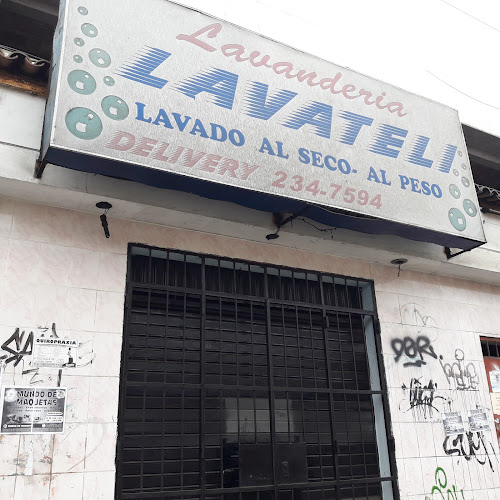 Lavanderia
LAVATELI
LAVADO AL SECO- AL PESO
DELIVERY 234-7594
QUIROPRAXIA
MUNDO DE
MAQUETAS